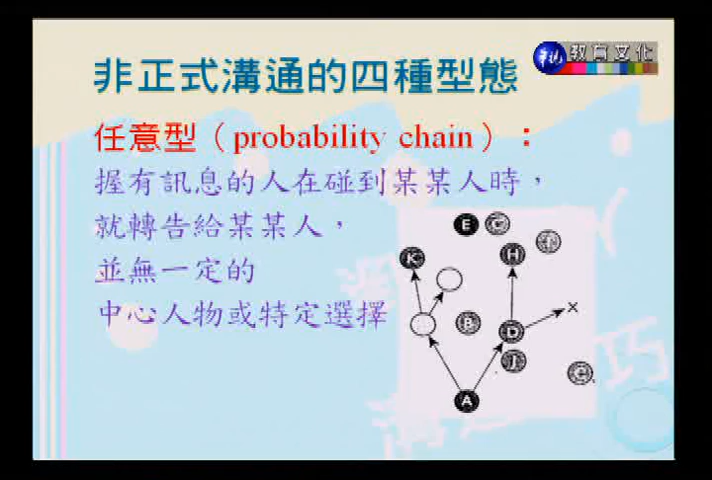 非正式溝通的四種型態
視 教育文化
任意型（probability chain）：
握有訊息的人在碰到某某人時，
就轉告給某某人，
並無一定的
中心人物或特定選擇
E
K
H
B
D
X
J
A